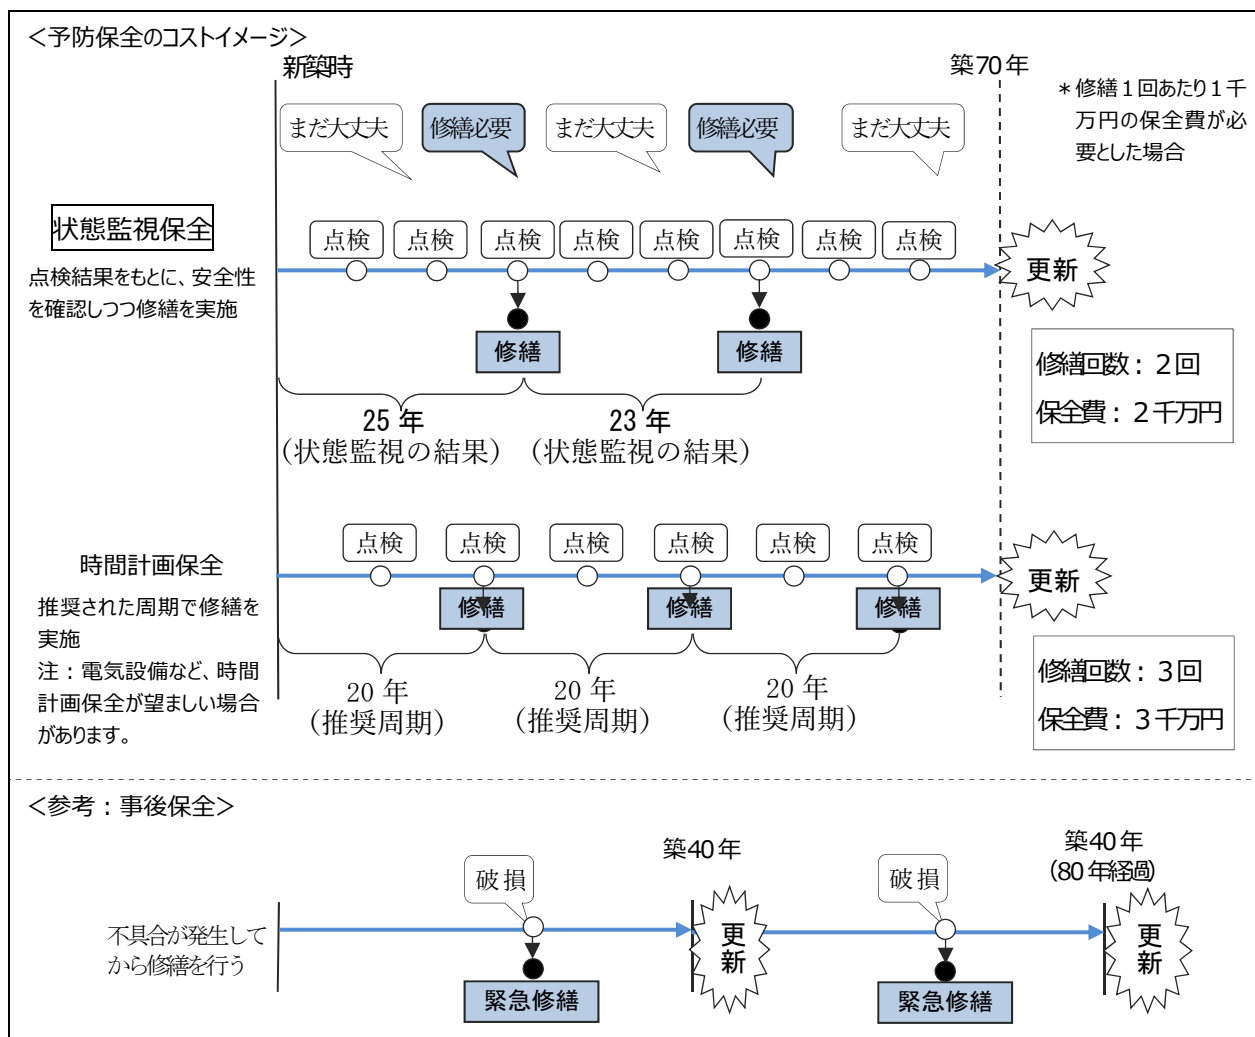 ＜予防保全のコストイメージ＞
新築時
築70年
＊修繕１回あたり１千
万円の保全費が必
要とした場合
まだ大丈夫
修繕必要
まだ大丈夫
修繕必要
まだ大丈夫
状態監視保全
点検結果をもとに、安全性
を確認しつつ修繕を実施
点検
点検
点検
点検
点検
点検
点検
点検
更新
修繕
修繕
25年
（状態監視の結果）
23年
（状態監視の結果）
修繕回数：２回
保全費：２千万円
時間計画保全
推奨された周期で修繕を
実施
注：電気設備など、時間
計画保全が望ましい場合
があります。
点検
点検
点検
点検
点検
点検
更新
修繕
修繕
修繕
20年
（推奨周期）
20年
（推奨周期）
20年
（推奨周期）
修繕回数：３回
保全費：３千万円
＜参考：事後保全＞
不具合が発生して
から修繕を行う
破損
緊急修繕
築40年
更新
破損
緊急修繕
築40年
(80年経過)
更新